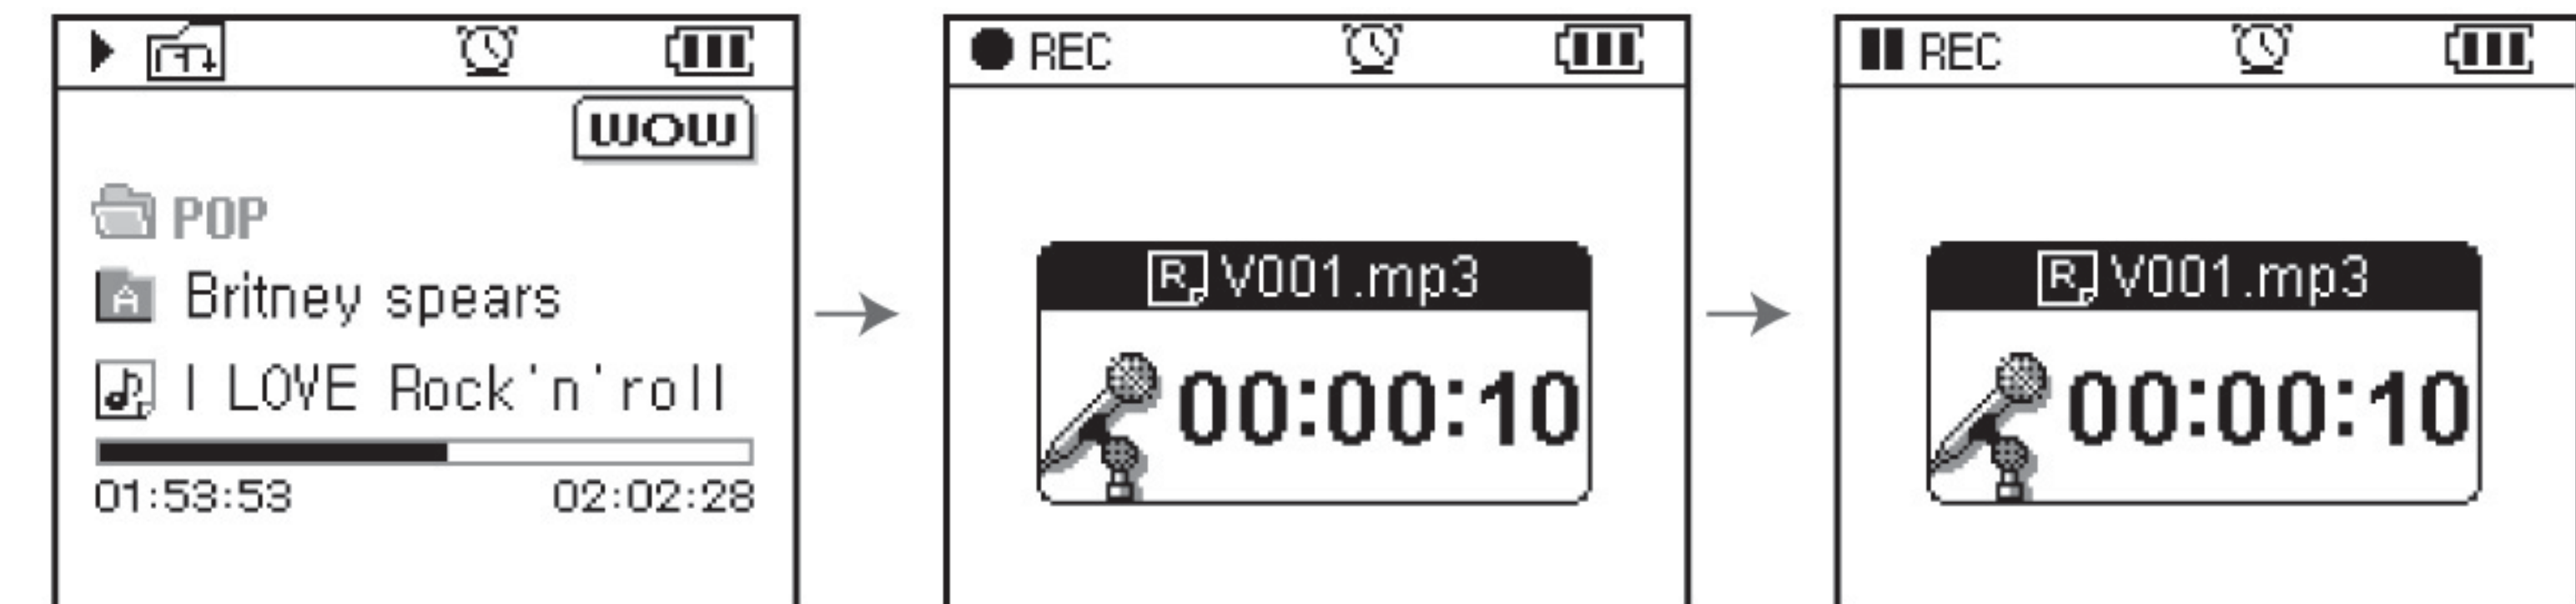 WOW
POP
A Britney spears
I LOVE Rock'n'roll
01:53:53 02:02:28
REC
R V001.mp3
00:00:10
REC
R V001.mp3
00:00:10